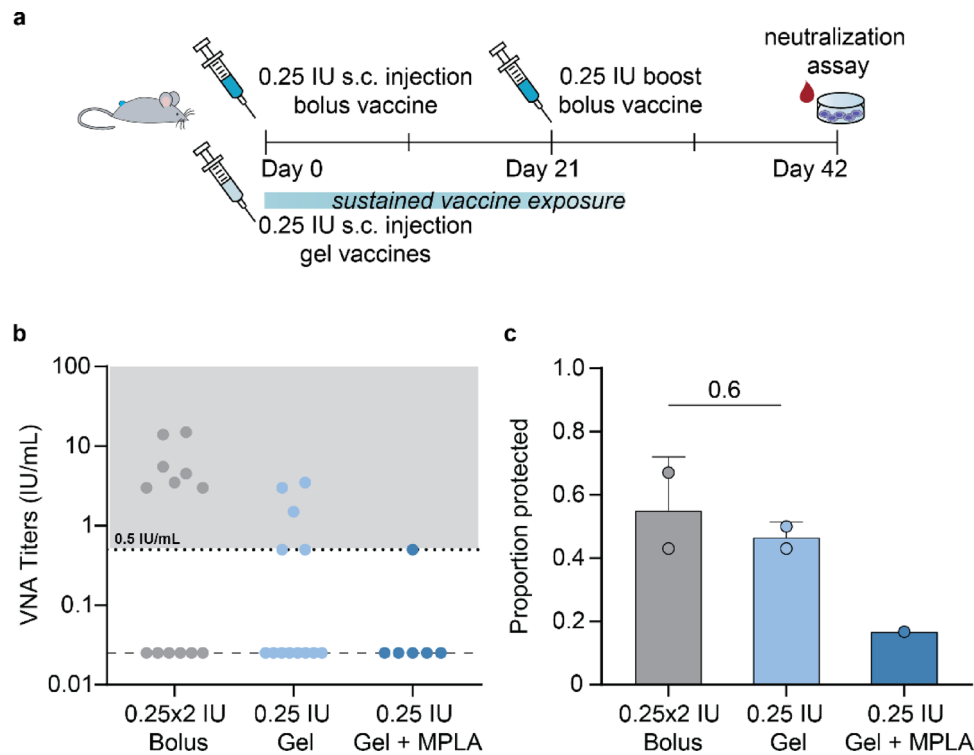 a
0.25 IU s.c. injection
bolus vaccine
0.25 IU boost
bolus vaccine
neutralization
assay
Day 0
Day 21
Day 42
sustained vaccine exposure
0.25 IU s.c. injection
gel vaccines
b
VNA Titers (IU/mL)
100
10
1
0.1
0.01
0.5 IU/mL
0.25x2 IU
Bolus
0.25 IU
Gel
0.25 IU
Gel + MPLA
c
Proportion protected
1.0
0.8
0.6
0.4
0.2
0
0.6
0.25x2 IU
Bolus
0.25 IU
Gel
0.25 IU
Gel + MPLA